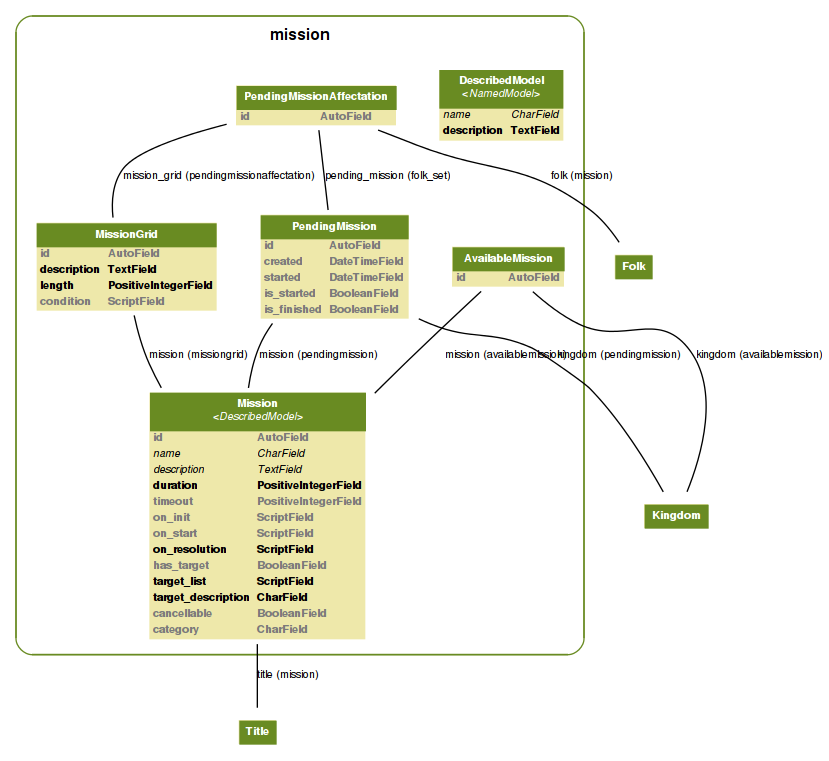 mission
PendingMissionAffectation
id AutoField
DescribedModel
<NamedModel>
name CharField
description TextField
mission_grid (pendingmissionaffectation)
pending_mission (folk_set)
folk (mission)
MissionGrid
id AutoField
description TextField
length PositiveIntegerField
condition ScriptField
PendingMission
id AutoField
created DateTimeField
started DateTimeField
is_started BooleanField
is_finished BooleanField
AvailableMission
id AutoField
Folk
mission (missiongrid)
mission (pendingmission)
mission (availablemission)
kingdom (pendingmission)
kingdom (availablemission)
Mission
<DescribedModel>
id AutoField
name CharField
description TextField
duration PositiveIntegerField
timeout PositiveIntegerField
on_init ScriptField
on_start ScriptField
on_resolution ScriptField
has_target BooleanField
target_list ScriptField
target_description CharField
cancellable BooleanField
category CharField
Kingdom
title (mission)
Title